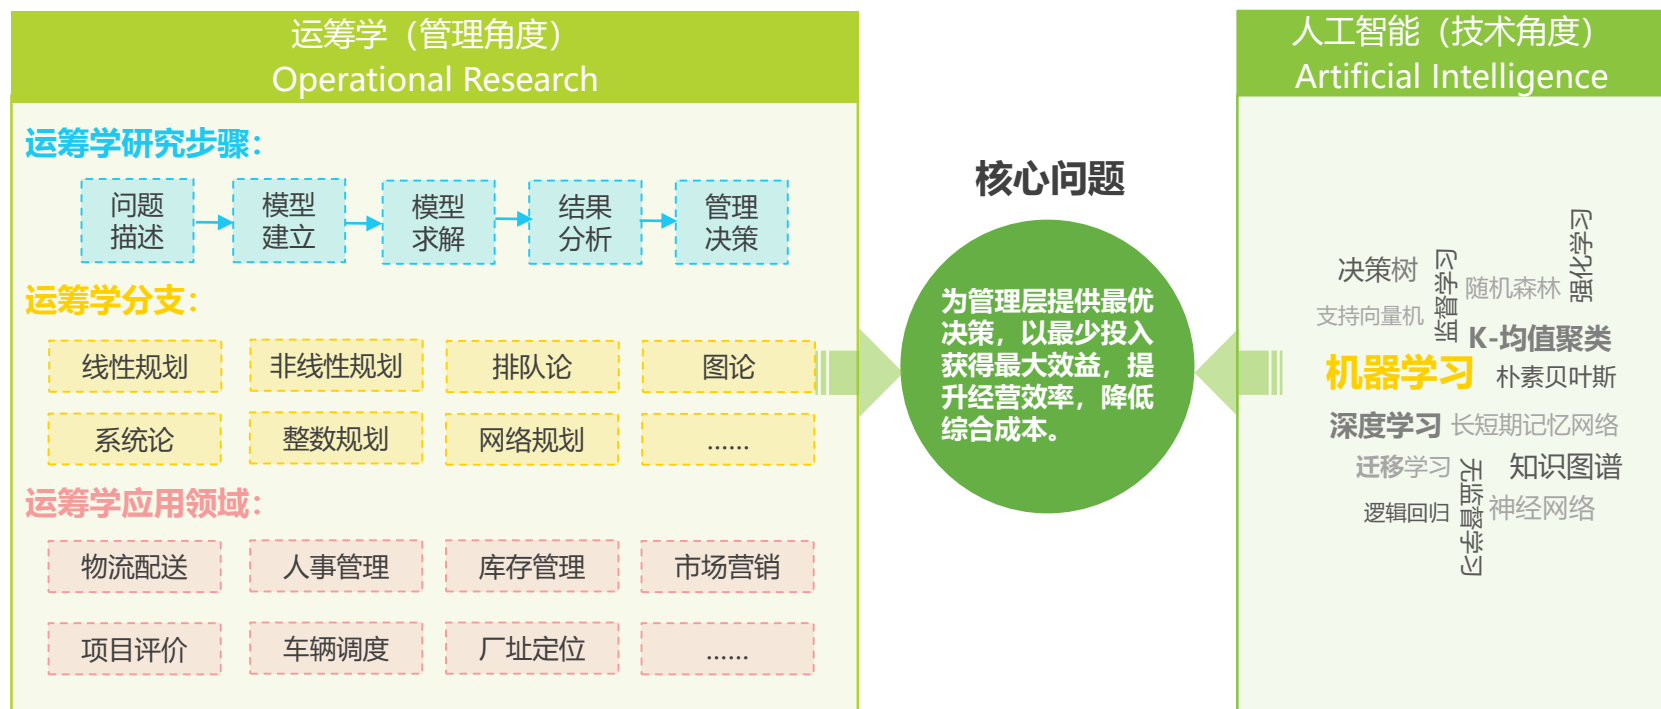 运筹学（管理角度）
Operational Research
运筹学研究步骤：
问题
描述
模型
建立
模型
求解
结果
分析
管理
决策
运筹学分支：
线性规划
非线性规划
排队论
图论
系统论
整数规划
网络规划
……
运筹学应用领域：
物流配送
人事管理
库存管理
市场营销
项目评价
车辆调度
厂址定位
……
核心问题
为管理层提供最优
决策，以最少投入
获得最大效益，提
升经营效率，降低
综合成本。
人工智能（技术角度）
Artificial Intelligence
强化学习
决策树
监督学习
随机森林
支持向量机
K-均值聚类
机器学习
朴素贝叶斯
深度学习
长短期记忆网络
迁移学习
无监督学习
知识图谱
逻辑回归
神经网络